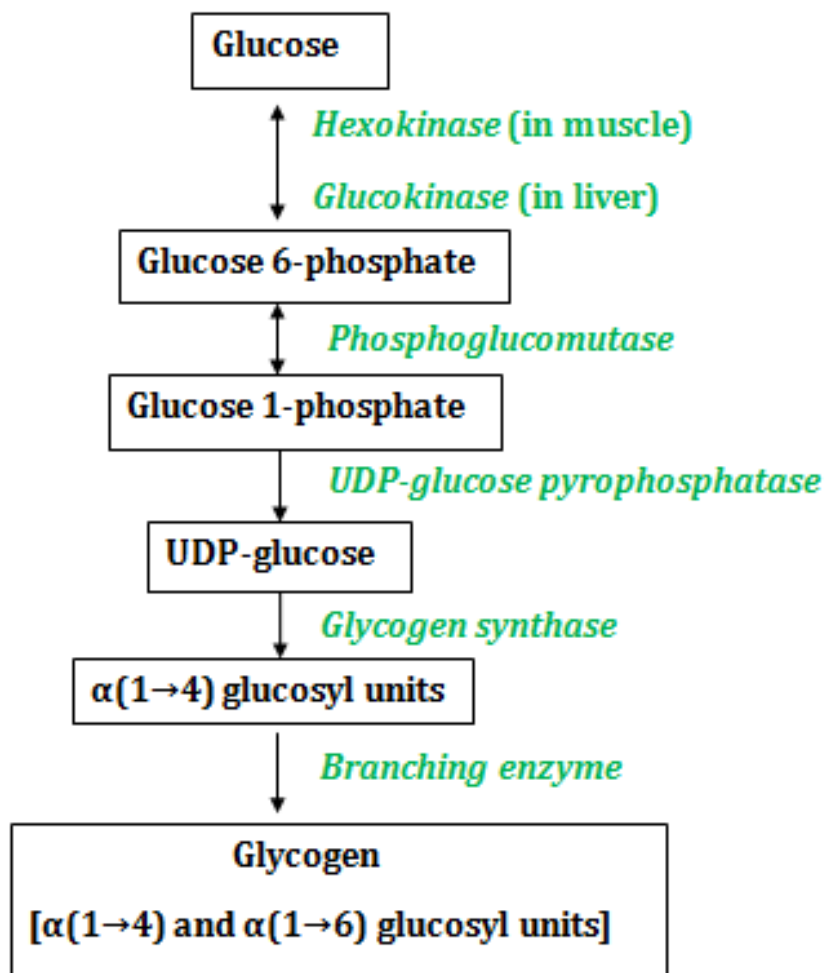 Glucose
Hexokinase (in muscle)
Glucokinase (in liver)
Glucose 6-phosphate
Phosphoglucomutase
Glucose 1-phosphate
UDP-glucose pyrophosphatase
UDP-glucose
Glycogen synthase
α(1→4) glucosyl units
Branching enzyme
Glycogen
[α(1→4) and α(1→6) glucosyl units]